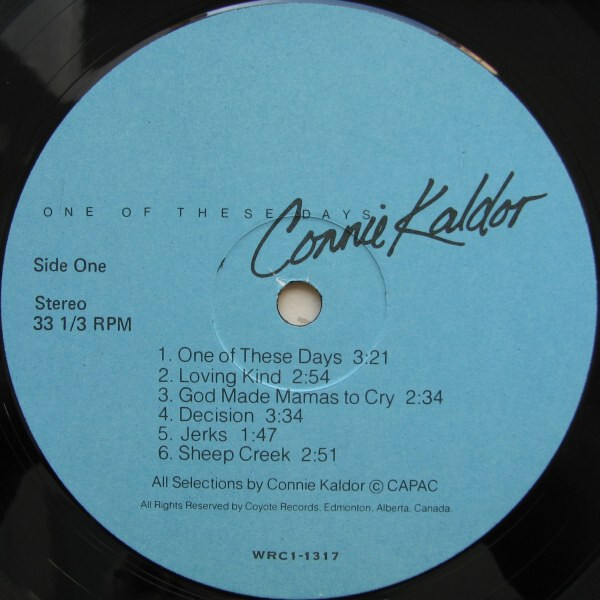 ONE OF THESE DAYS
Connie Kaldor
Side One
Stereo
33 1/3 RPM
1. One of These Days 3:21
2. Loving Kind 2:54
3. God Made Mamas to Cry 2:34
4. Decision 3:34
5. Jerks 1:47
6. Sheep Creek 2:51
All Selections by Connie Kaldor © CAPAC
All Rights Reserved by Coyote Records, Edmonton, Alberta, Canada.
WRC1-1317